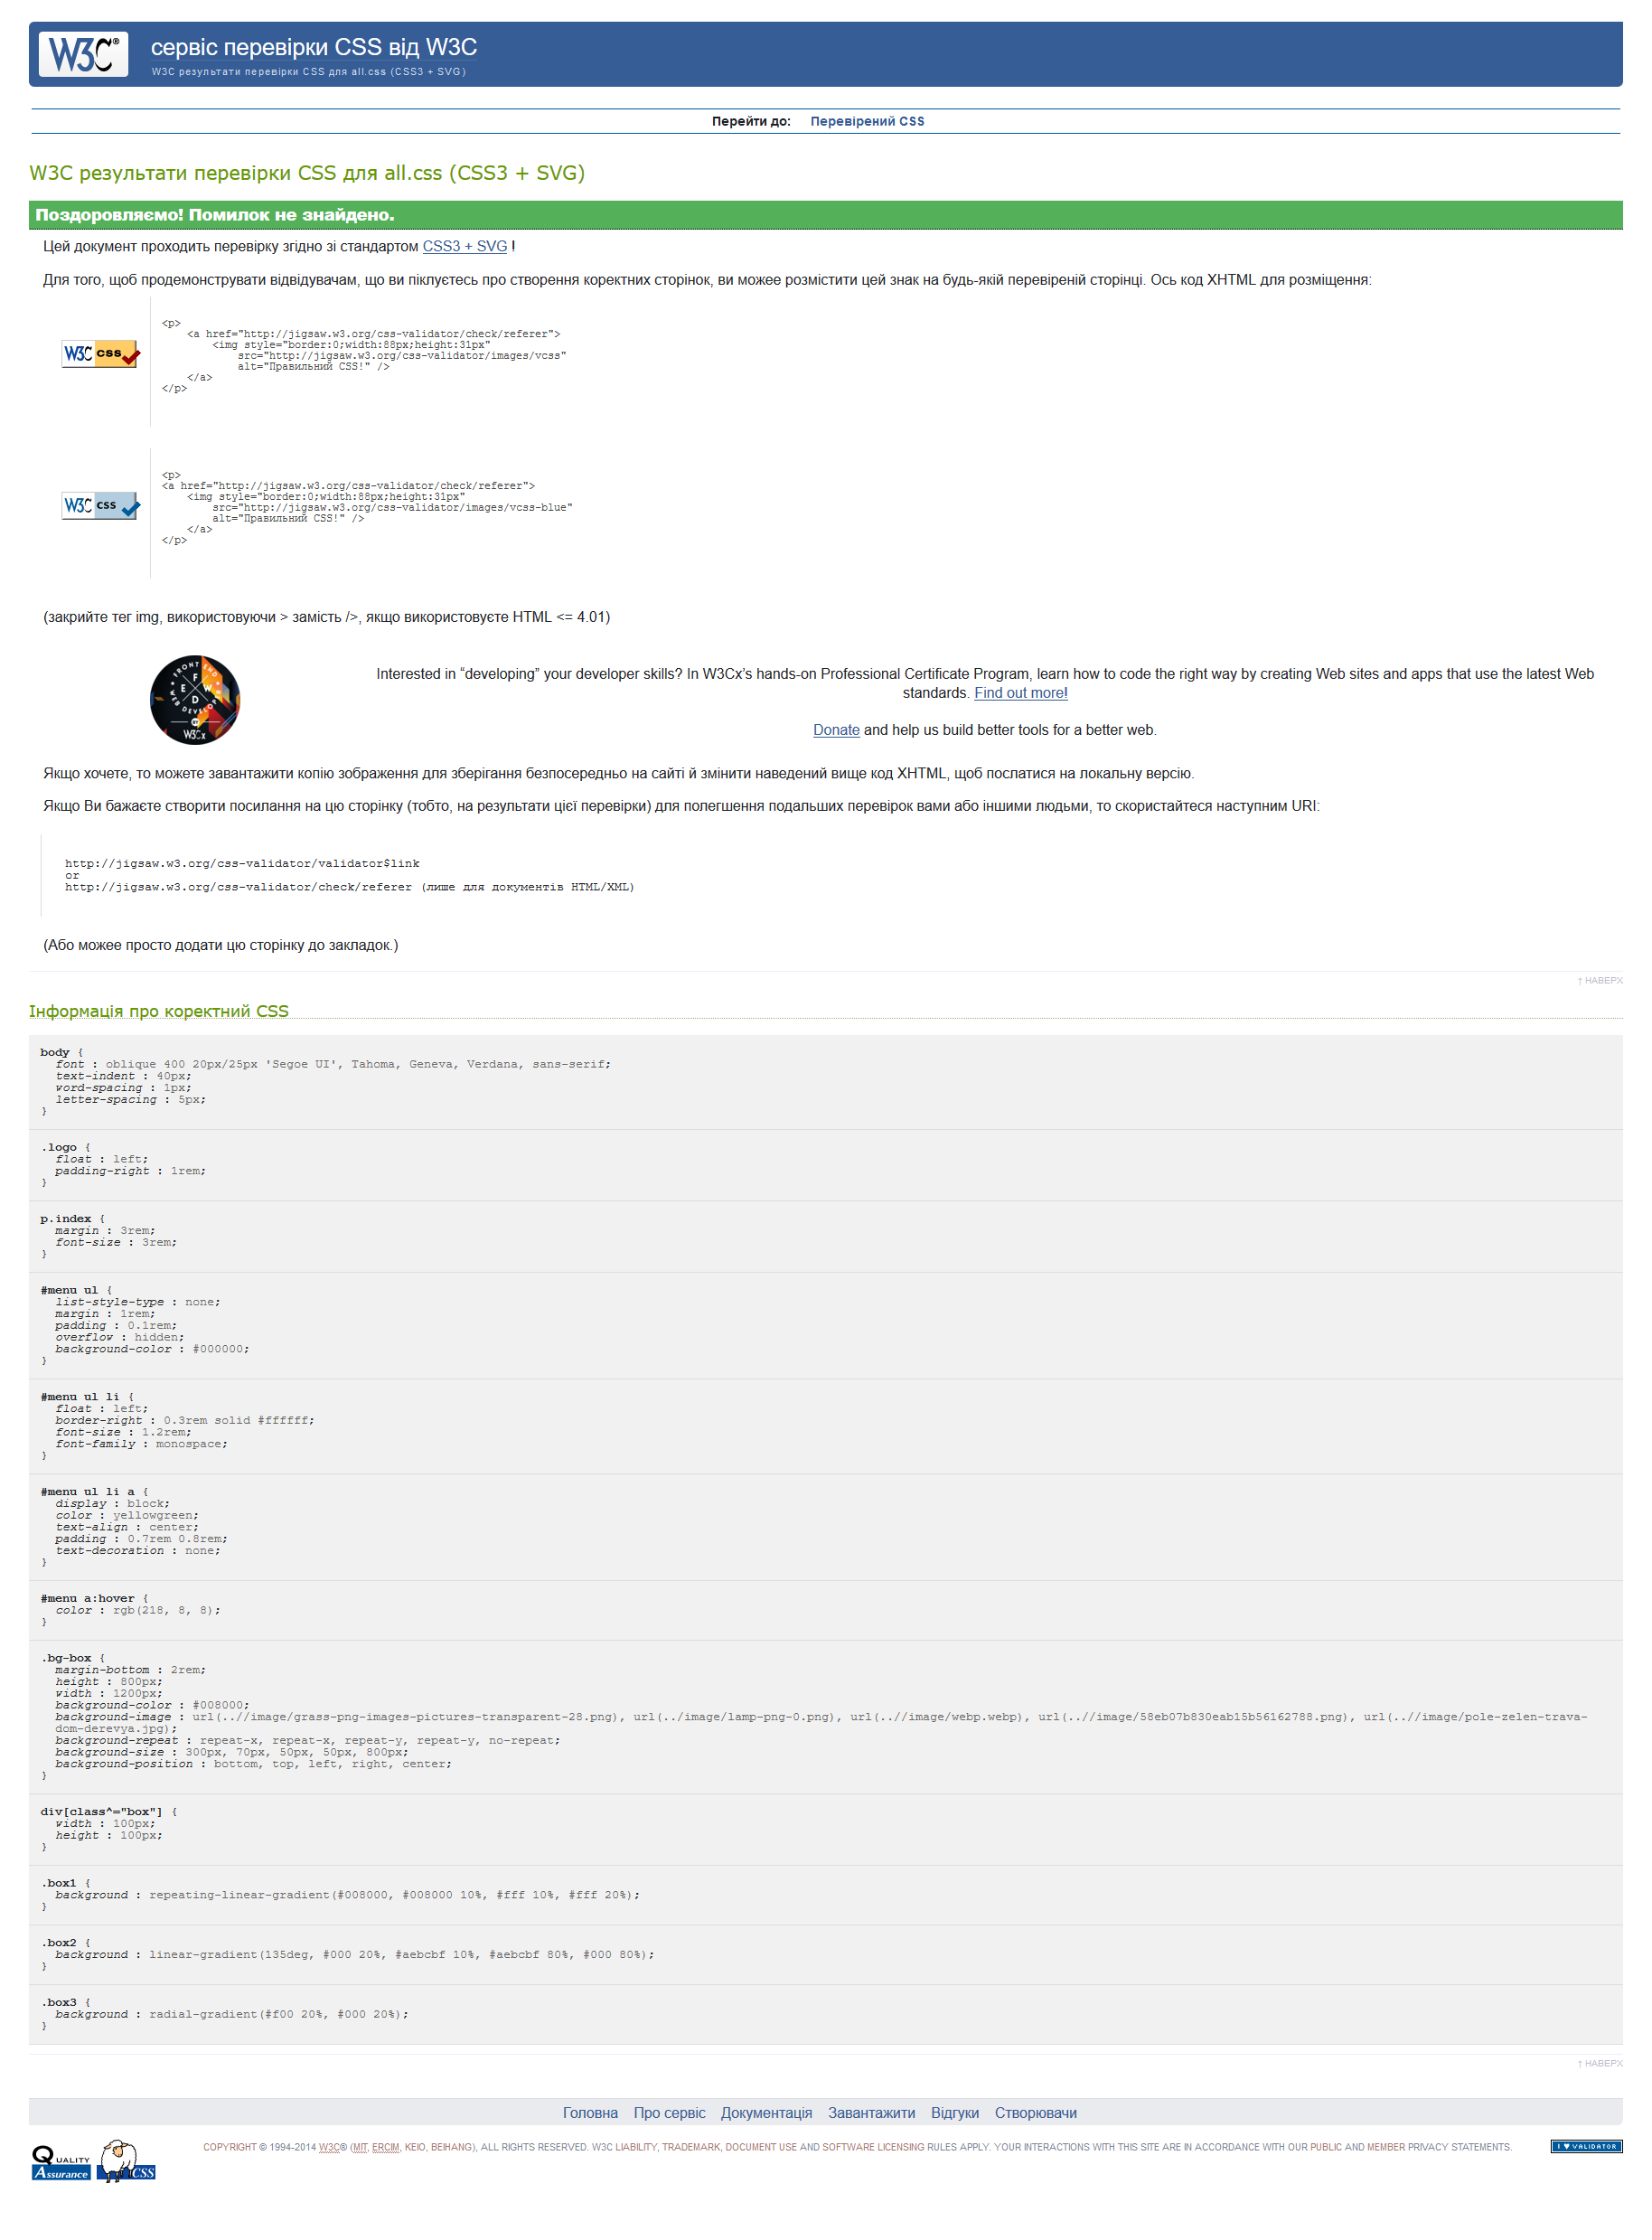 W3C®
сервіс перевірки CSS від W3C
W3C результати перевірки CSS для all.css (CSS3 + SVG)
Перейти до: Перевірений CSS
W3C результати перевірки CSS для all.css (CSS3 + SVG)
Поздоровляємо! Помилок не знайдено.
Цей документ проходить перевірку згідно зі стандартом CSS3 + SVG !
Для того, щоб продемонструвати відвідувачам, що ви піклуєтесь про створення коректних сторінок, ви можее розмістити цей знак на будь-якій перевіреній сторінці. Ось код XHTML для розміщення:
W3C css
<p>
<a href="http://jigsaw.w3.org/css-validator/check/referer">
<img style="border:0;width:88px;height:31px"
src="http://jigsaw.w3.org/css-validator/images/vcss"
alt="Правильний CSS!" />
</a>
</p>
W3C css
<p>
<a href="http://jigsaw.w3.org/css-validator/check/referer">
<img style="border:0;width:88px;height:31px"
src="http://jigsaw.w3.org/css-validator/images/vcss-blue"
alt="Правильний CSS!" />
</a>
</p>
(закрийте тег img, використовуючи > замість />, якщо використовуєте HTML <= 4.01)
FRONT END
F
E W
D
WEB DEVELOPER
W3Cx
Interested in “developing” your developer skills? In W3Cx’s hands-on Professional Certificate Program, learn how to code the right way by creating Web sites and apps that use the latest Web
standards. Find out more!
Donate and help us build better tools for a better web.
Якщо хочете, то можете завантажити копію зображення для зберігання безпосередньо на сайті й змінити наведений вище код XHTML, щоб послатися на локальну версію.
Якщо Ви бажаєте створити посилання на цю сторінку (тобто, на результати цієї перевірки) для полегшення подальших перевірок вами або іншими людьми, то скористайтеся наступним URI:
http://jigsaw.w3.org/css-validator/validator$link
or
http://jigsaw.w3.org/css-validator/check/referer (лише для документів HTML/XML)
(Або можее просто додати цю сторінку до закладок.)
↑ НАВЕРХ
Інформація про коректний CSS
body {
font : oblique 400 20px/25px 'Segoe UI', Tahoma, Geneva, Verdana, sans-serif;
text-indent : 40px;
word-spacing : 1px;
letter-spacing : 5px;
}
.logo {
float : left;
padding-right : 1rem;
}
p.index {
margin : 3rem;
font-size : 3rem;
}
#menu ul {
list-style-type : none;
margin : 1rem;
padding : 0.1rem;
overflow : hidden;
background-color : #000000;
}
#menu ul li {
float : left;
border-right : 0.3rem solid #ffffff;
font-size : 1.2rem;
font-family : monospace;
}
#menu ul li a {
display : block;
color : yellowgreen;
text-align : center;
padding : 0.7rem 0.8rem;
text-decoration : none;
}
#menu a:hover {
color : rgb(218, 8, 8);
}
.bg-box {
margin-bottom : 2rem;
height : 800px;
width : 1200px;
background-color : #008000;
background-image : url(..//image/grass-png-images-pictures-transparent-28.png), url(../image/lamp-png-0.png), url(..//image/webp.webp), url(..//image/58eb07b830eab15b56162788.png), url(..//image/pole-zelen-trava-
dom-derevya.jpg);
background-repeat : repeat-x, repeat-x, repeat-y, repeat-y, no-repeat;
background-size : 300px, 70px, 50px, 50px, 800px;
background-position : bottom, top, left, right, center;
}
div[class^="box"] {
width : 100px;
height : 100px;
}
.box1 {
background : repeating-linear-gradient(#008000, #008000 10%, #fff 10%, #fff 20%);
}
.box2 {
background : linear-gradient(135deg, #000 20%, #aebcbf 10%, #aebcbf 80%, #000 80%);
}
.box3 {
background : radial-gradient(#f00 20%, #000 20%);
}
↑ НАВЕРХ
Головна Про сервіс Документація Завантажити Відгуки Створювачи
QUALITY
Assurance
CSS
COPYRIGHT © 1994-2014 W3C® (MIT, ERCIM, KEIO, BEIHANG), ALL RIGHTS RESERVED. W3C LIABILITY, TRADEMARK, DOCUMENT USE AND SOFTWARE LICENSING RULES APPLY. YOUR INTERACTIONS WITH THIS SITE ARE IN ACCORDANCE WITH OUR PUBLIC AND MEMBER PRIVACY STATEMENTS.
I ♥ VALIDATOR